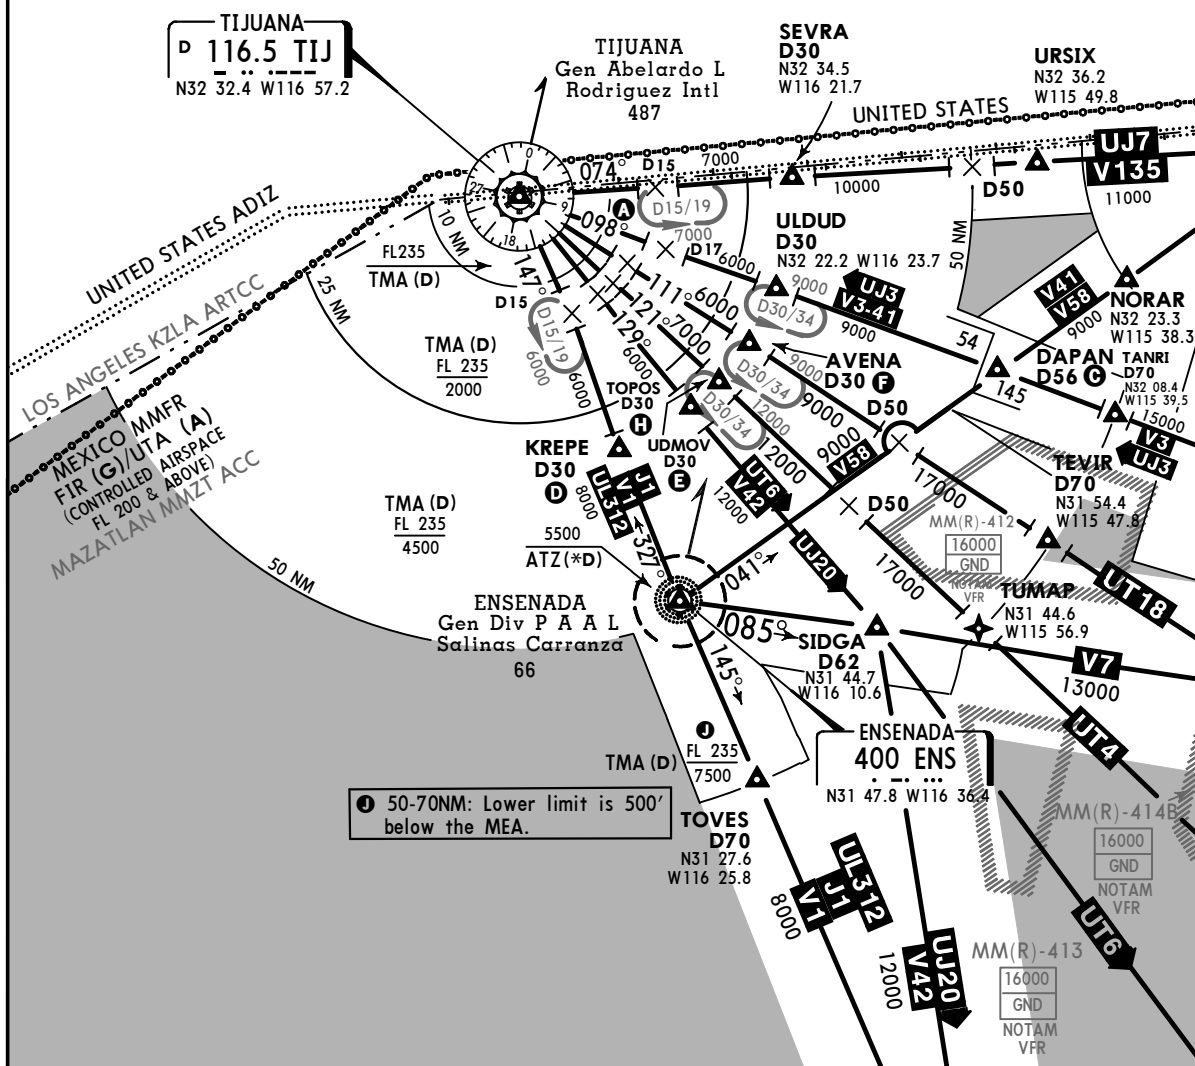 TIJUANA
D 116.5 TIJ
N32 32.4 W116 57.2
TIJUANA
Gen Abelardo L
Rodriguez Intl
487
SEVRA
D30
N32 34.5
W116 21.7
URSIX
N32 36.2
W115 49.8
UNITED STATES
UNITED STATES ADIZ
LOS ANGELES KZLA ARTCC
MEXICO MMFR
FIR (G)/UTA (A)
(CONTROLLED AIRSPACE
FL 200 & ABOVE)
MAZATLAN MMZT ACC
0
27
18
9
074°
D15
7000
10000
D50
UJ7
V135
11000
A
D15/19
7000
098°
D17
6000
10 NM
25 NM
50 NM
50 NM
FL235
TMA (D)
147°
D15
D15/19
6000
6000
ULDUD
D30
N32 22.2 W116 23.7
9000
D30/34
UJ3
V3-41
9000
111°
6000
121°
7000
129°
6000
V41
V58
9000
NORAR
N32 23.3
W115 38.3
54
145
DAPAN
D56 C
TANRI
D70
N32 08.4
W115 39.5
15000
V3
UJ3
TMA (D)
FL 235
2000
AVENA
D30 F
9000
D30/34
9000
D50
TOPOS
D30
H
D30/34
12000
12000
9000
V58
KREPE
D30
D
UDMOV
D30
E
UL312
V1
J1
8000
327°
UT6
V42
12000
UJ20
D50
17000
17000
TEVIR
D70
N31 54.4
W115 47.8
MM(R)-412
16000
GND
NOTAM
VFR
UT18
TMA (D)
FL 235
4500
5500
ATZ(*D)
041°
085°
145°
ENSENADA
Gen Div P A A L
Salinas Carranza
66
TUMAP
N31 44.6
W115 56.9
SIDGA
D62
N31 44.7
W116 10.6
V7
13000
UT4
ENSENADA
400 ENS
N31 47.8 W116 36.4
J
TMA (D)
FL 235
7500
J 50-70NM: Lower limit is 500'
below the MEA.
TOVES
D70
N31 27.6
W116 25.8
UL312
J1
V1
8000
UJ20
V42
12000
MM(R)-414B
16000
GND
NOTAM
VFR
UT6
MM(R)-413
16000
GND
NOTAM
VFR